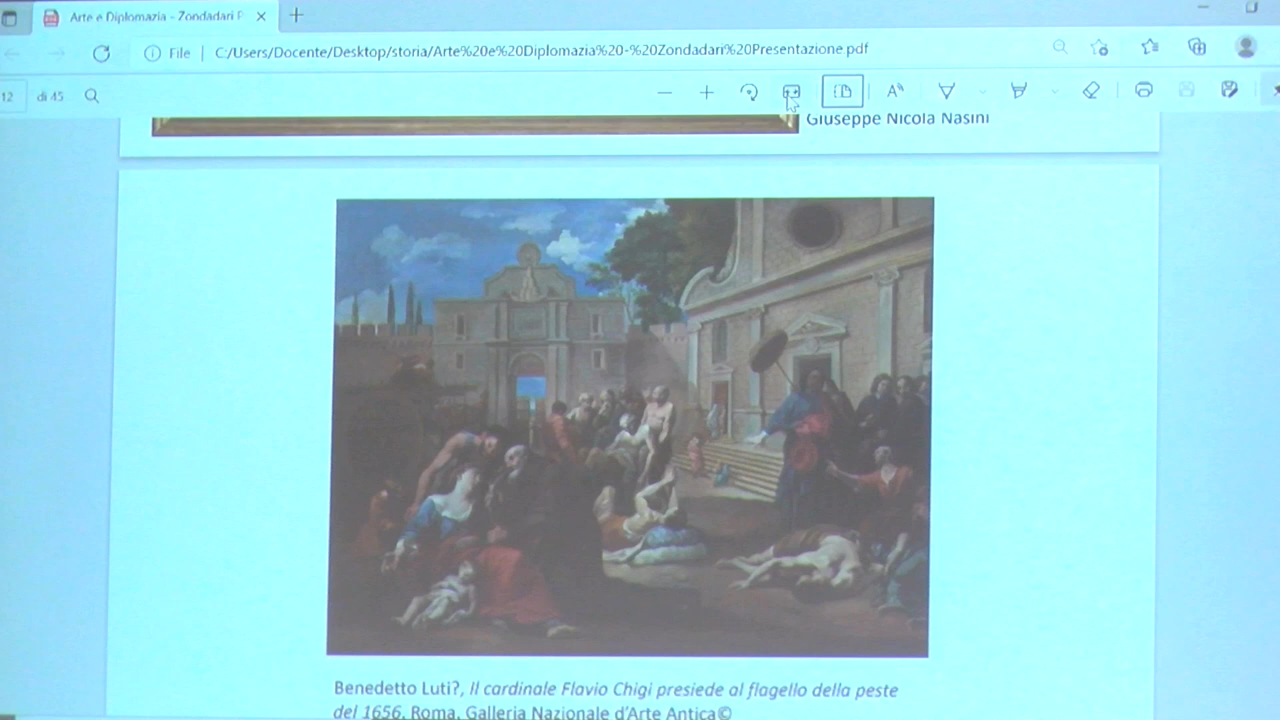 Arte e Diplomazia - Zondadari P
File
C:/Users/Docente/Desktop/storia/Arte%20e%20Diplomazia%20-%20Zondadari%20Presentazione.pdf
12 di 45
Giuseppe Nicola Nasini
Benedetto Luti?, Il cardinale Flavio Chigi presiede al flagello della peste
del 1656, Roma, Galleria Nazionale d'Arte Antica©